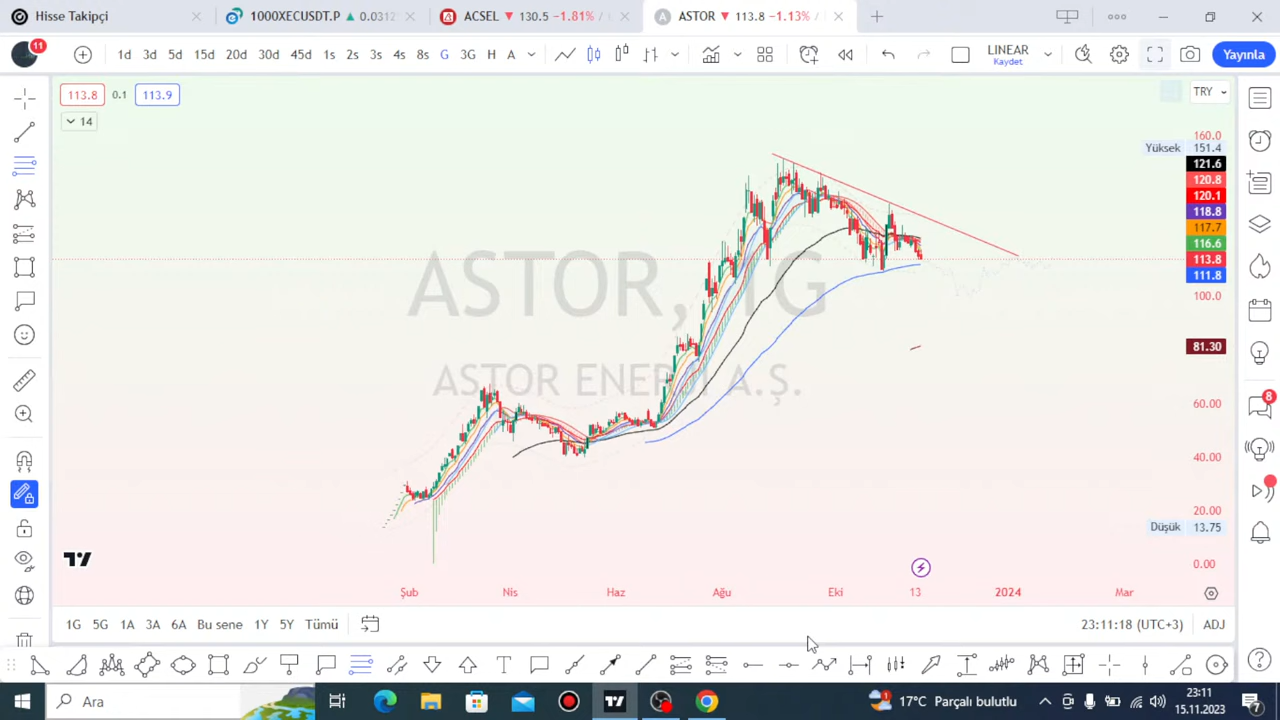 Hisse Takipçi
1000XECUSDT.P ▲ 0.0312
ACSEL ▼ 130.5 −1.81% /
ASTOR ▼ 113.8 −1.13% /
11
1d 3d 5d 15d 20d 30d 45d 1s 2s 3s 4s 8s G 3G H A
LINEAR
Kaydet
Yayınla
113.8 0.1 113.9
14
TRY
160.0
Yüksek 151.4
121.6
120.8
120.1
118.8
117.7
116.6
113.8
111.8
100.0
81.30
60.00
40.00
20.00
Düşük 13.75
0.00
ASTOR, 1G
ASTOR ENERJİ A.Ş.
8
Şub Nis Haz Ağu Eki 13 2024 Mar
1G 5G 1A 3A 6A Bu sene 1Y 5Y Tümü
23:11:18 (UTC+3) ADJ
Ara
1
17°C Parçalı bulutlu
23:11
15.11.2023
7